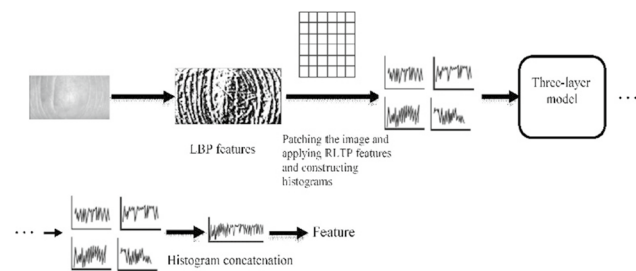 LBP features
Patching the image and
applying RLTP features
and constructing
histograms
Three-layer
model
...
...
Histogram concatenation
Feature